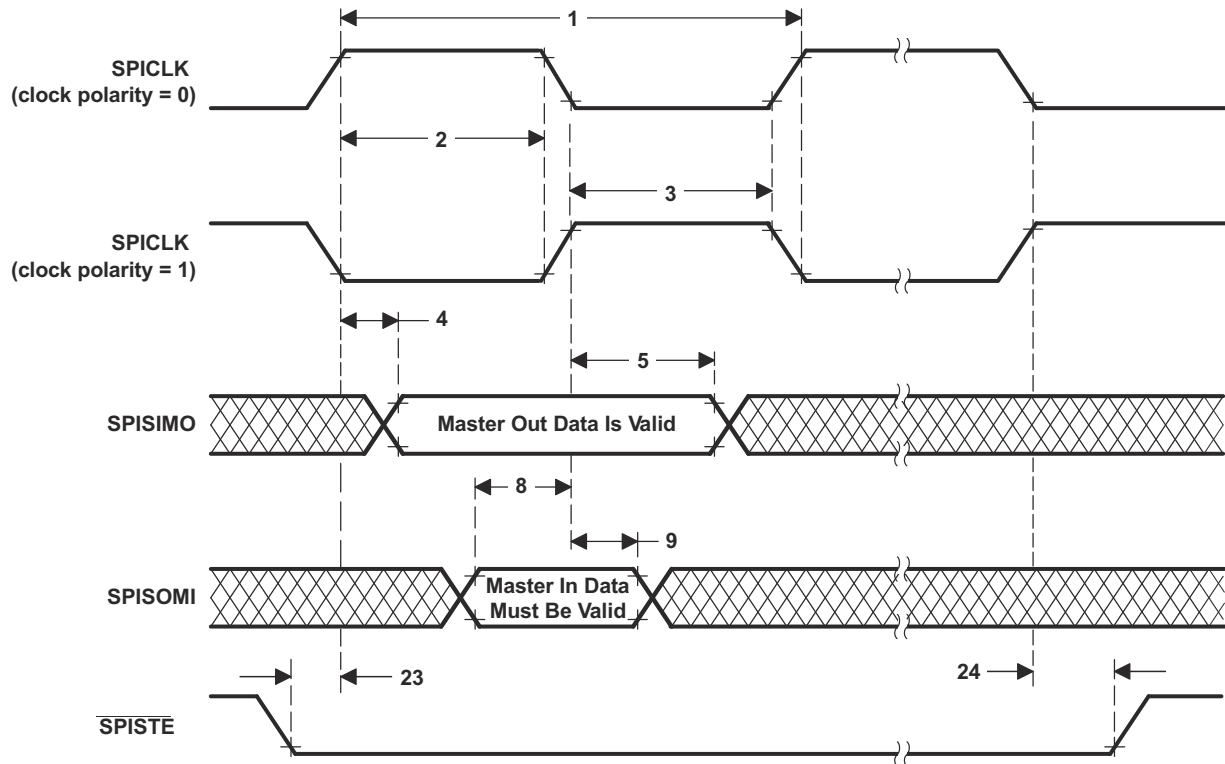 1
SPICLK
(clock polarity = 0)
2
3
SPICLK
(clock polarity = 1)
4
5
SPISIMO
Master Out Data Is Valid
8
9
SPISOMI
Master In Data
Must Be Valid
23
24
SPISTE